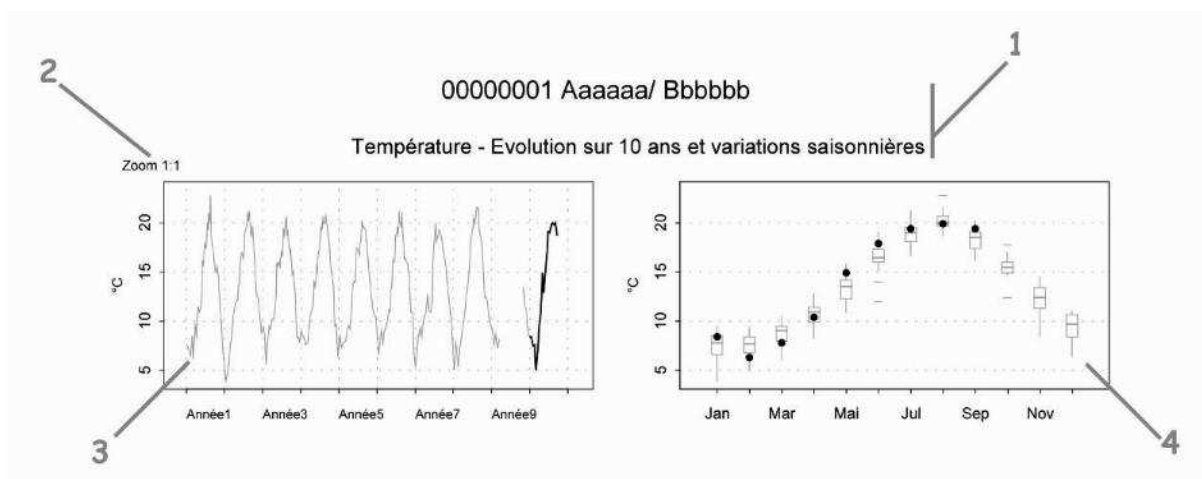 1
2
00000001 Aaaaaa/ Bbbbbb
Température - Evolution sur 10 ans et variations saisonnières
Zoom 1:1
20
15
10
5
°C
Année1 Année3 Année5 Année7 Année9
20
15
10
5
°C
Jan Mar Mai Jul Sep Nov
3
4